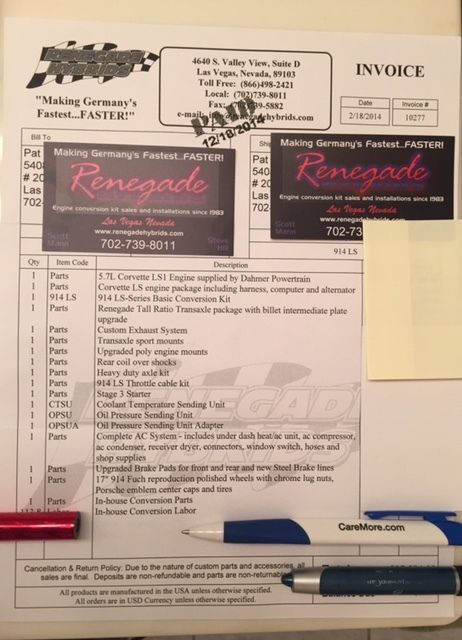 RENEGADE
HYBRIDS
"Making Germany's
Fastest...FASTER!"
4640 S. Valley View, Suite D
Las Vegas, Nevada, 89103
Toll Free: (866)498-2421
Local: (702)739-8011
Fax: 739-5882
e-mail: info@renegadehybrids.com
PAID
12/18/2014
INVOICE
Date Invoice #
2/18/2014 10277
Bill To
Pat
540
# 20
Las
702-
Making Germany's Fastest...FASTER!
Renegade
Engine conversion kit sales and installations since 1983
Las Vegas Nevada
www.renegadehybrids.com
Scott Mann
702-739-8011
Steve Hill
Making Germany's Fastest...FASTER!
Renegade
Engine conversion kit sales and installations since 1983
Las Vegas Nevada
www.renegadehybrids.com
Scott Mann
702-73
914 LS
Qty Item Code Description
1 Parts 5.7L Corvette LS1 Engine supplied by Dahmer Powertrain
1 Parts Corvette LS engine package including harness, computer and alternator
1 914 LS 914 LS-Series Basic Conversion Kit
1 Parts Renegade Tall Ratio Transaxle package with billet intermediate plate
upgrade
1 Parts Custom Exhaust System
1 Parts Transaxle sport mounts
1 Parts Upgraded poly engine mounts
1 Parts Rear coil over shocks
1 Parts Heavy duty axle kit
1 Parts 914 LS Throttle cable kit
1 Parts Stage 3 Starter
1 CTSU Coolant Temperature Sending Unit
1 OPSU Oil Pressure Sending Unit
1 OPSUA Oil Pressure Sending Unit Adapter
1 Parts Complete AC System - includes under dash heat/ac unit, ac compressor,
ac condenser, receiver dryer, connectors, window switch, hoses and
shop supplies
1 Parts Upgraded Brake Pads for front and rear and new Steel Brake lines
1 Parts 17" 914 Fuch reproduction polished wheels with chrome lug nuts,
Porsche emblem center caps and tires
1 Parts In-house Conversion Parts
Labor In-house Conversion Labor
CareMore.com
Cancellation & Return Policy: Due to the nature of custom parts and accessories, all
sales are final. Deposits are non-refundable and parts are non-returnable
All products are manufactured in the USA unless otherwise specified.
All orders are in USD Currency unless otherwise specified.